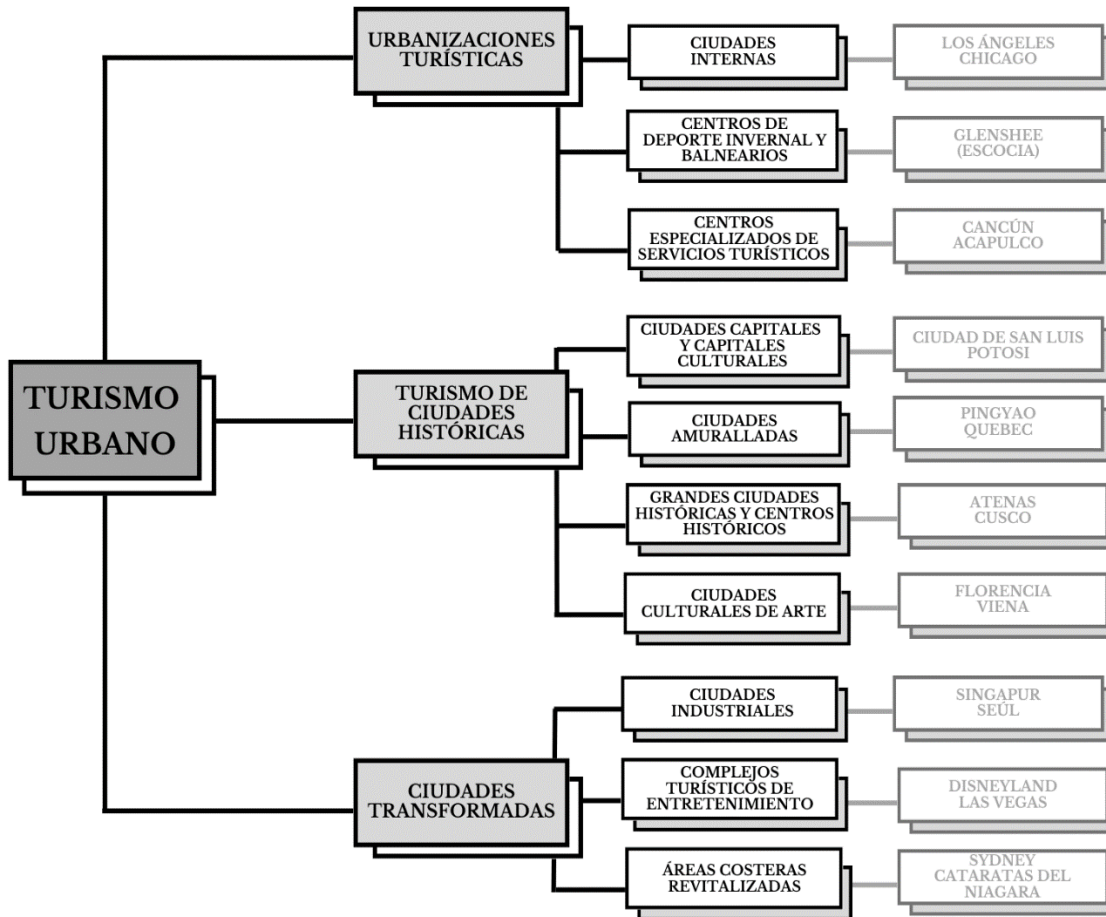 TURISMO
URBANO
URBANIZACIONES
TURÍSTICAS
CIUDADES
INTERNAS
LOS ÁNGELES
CHICAGO
CENTROS DE
DEPORTE INVERNAL Y
BALNEARIOS
GLENSHEE
(ESCOCIA)
CENTROS
ESPECIALIZADOS DE
SERVICIOS TURÍSTICOS
CANCÚN
ACAPULCO
TURISMO DE
CIUDADES
HISTÓRICAS
CIUDADES CAPITALES
Y CAPITALES
CULTURALES
CIUDAD DE SAN LUIS
POTOSI
CIUDADES
AMURALLADAS
PINGYAO
QUEBEC
GRANDES CIUDADES
HISTÓRICAS Y CENTROS
HISTÓRICOS
ATENAS
CUSCO
CIUDADES
CULTURALES DE ARTE
FLORENCIA
VIENA
CIUDADES
TRANSFORMADAS
CIUDADES
INDUSTRIALES
SINGAPUR
SEÚL
COMPLEJOS
TURÍSTICOS DE
ENTRETENIMIENTO
DISNEYLAND
LAS VEGAS
ÁREAS COSTERAS
REVITALIZADAS
SYDNEY
CATARATAS DEL
NIAGARA